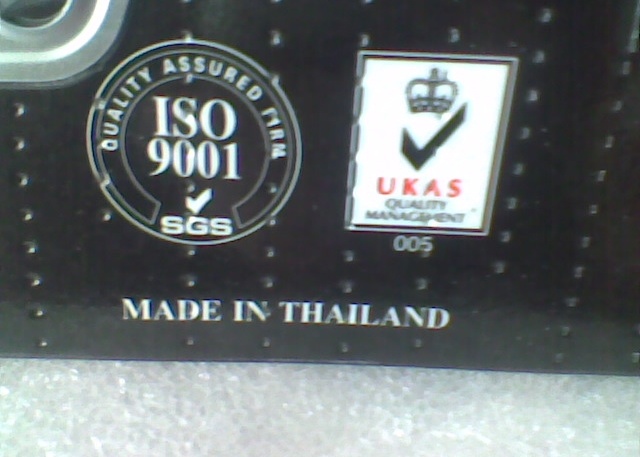 QUALITY ASSURED FIRM
ISO
9001
SGS
UKAS
QUALITY
MANAGEMENT
005
MADE IN THAILAND